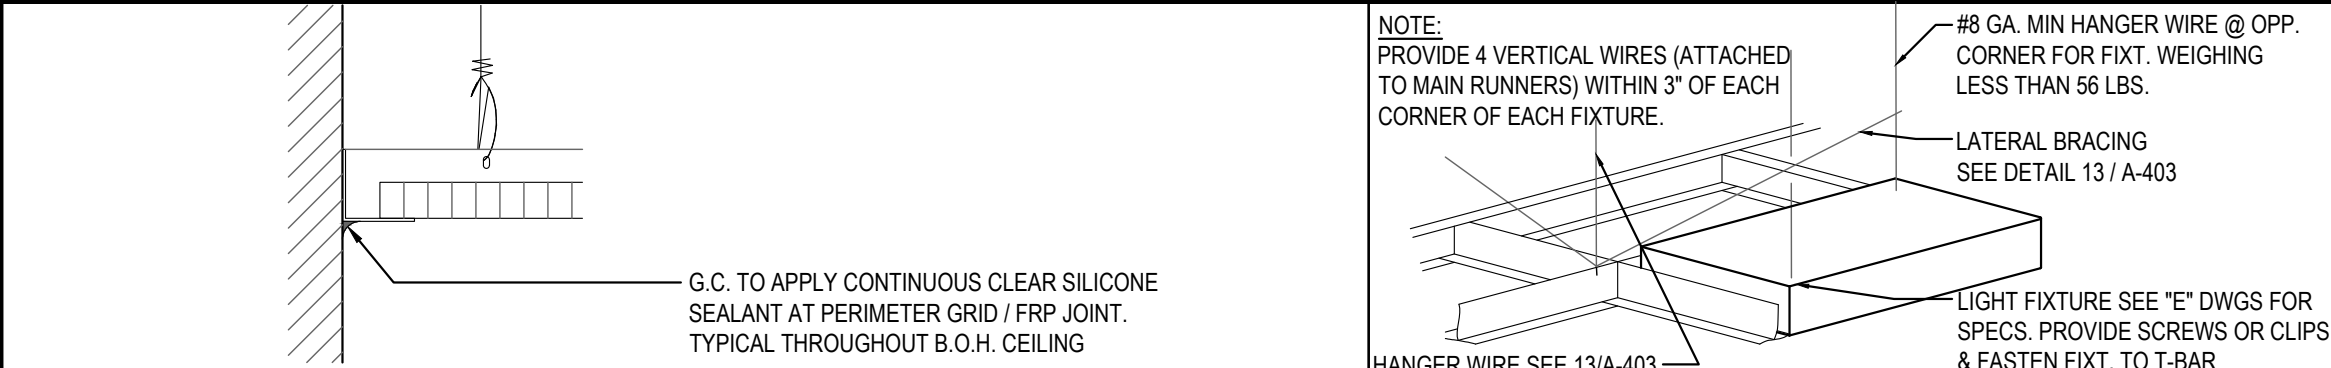 G.C. TO APPLY CONTINUOUS CLEAR SILICONE
SEALANT AT PERIMETER GRID / FRP JOINT.
TYPICAL THROUGHOUT B.O.H. CEILING
NOTE:
PROVIDE 4 VERTICAL WIRES (ATTACHED
TO MAIN RUNNERS) WITHIN 3" OF EACH
CORNER OF EACH FIXTURE.
#8 GA. MIN HANGER WIRE @ OPP.
CORNER FOR FIXT. WEIGHING
LESS THAN 56 LBS.
LATERAL BRACING
SEE DETAIL 13 / A-403
LIGHT FIXTURE SEE "E" DWGS FOR
SPECS. PROVIDE SCREWS OR CLIPS
& FASTEN FIXT. TO T-BAR
HANGER WIRE SEE 13/A-403